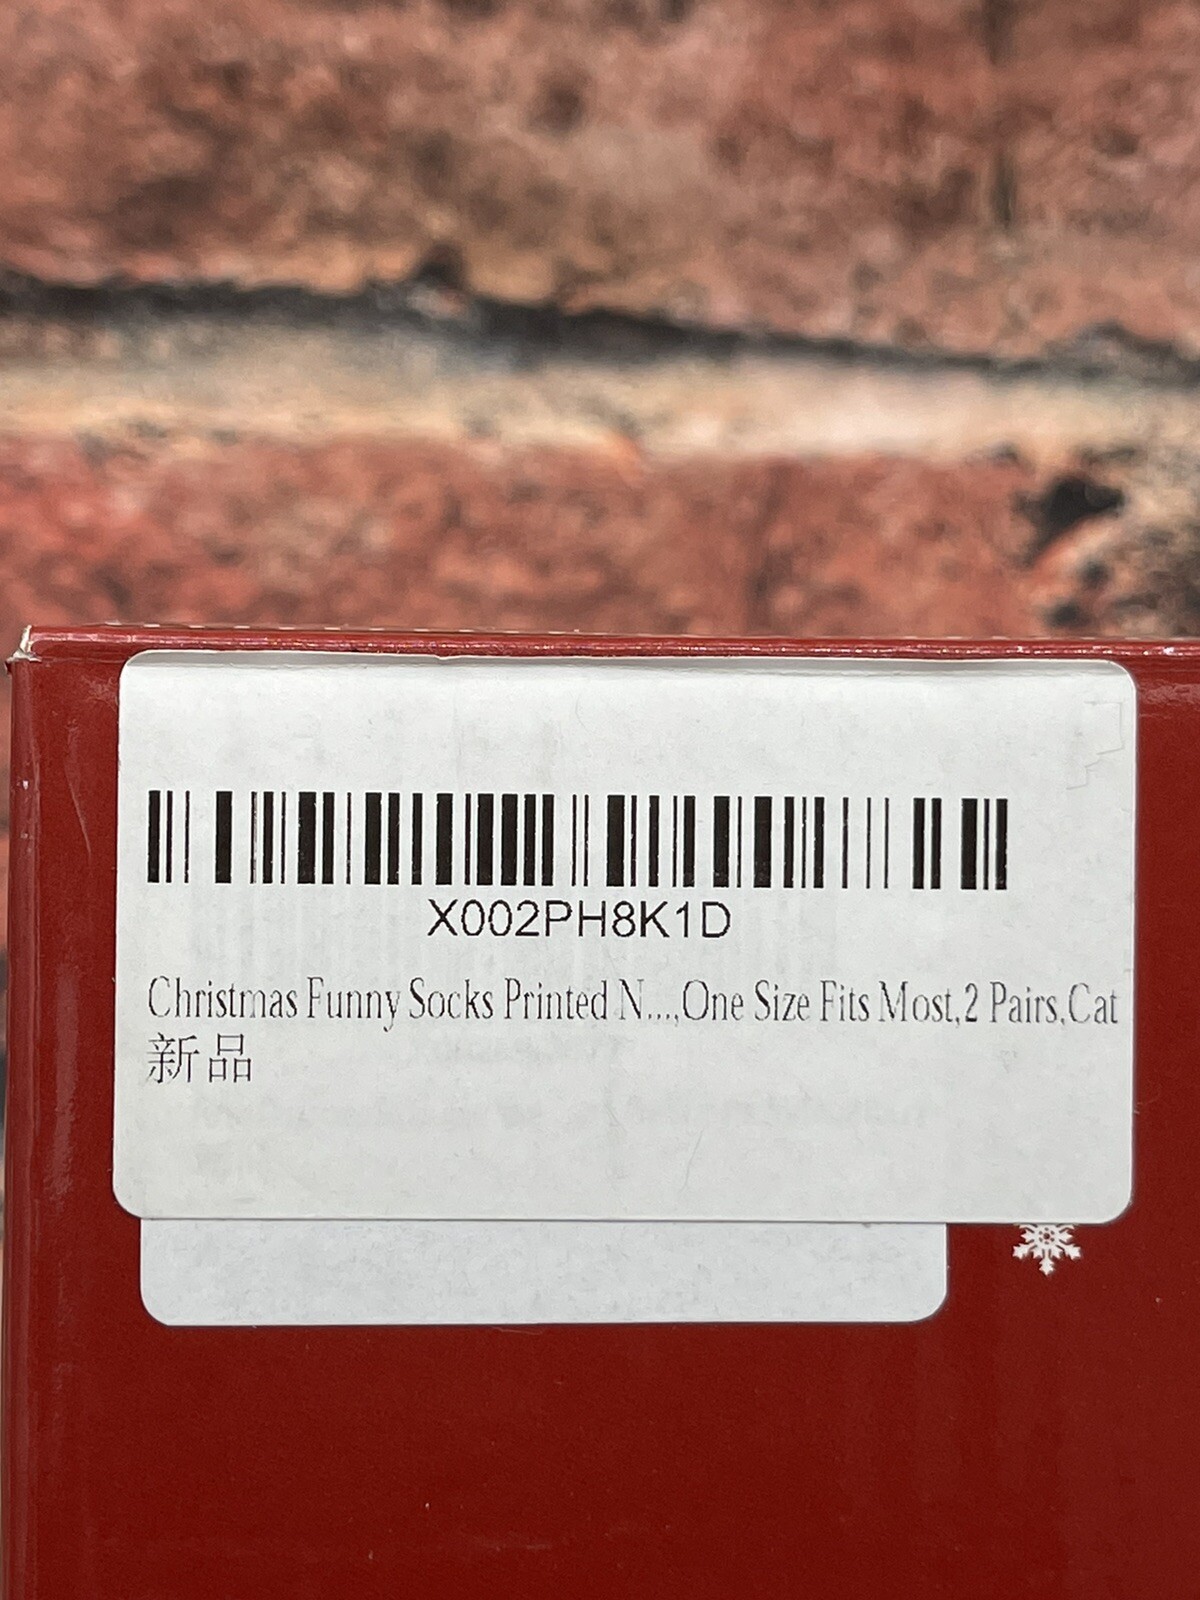 X002PH8K1D
Christmas Funny Socks Printed N...,One Size Fits Most,2 Pairs,Cat
新品